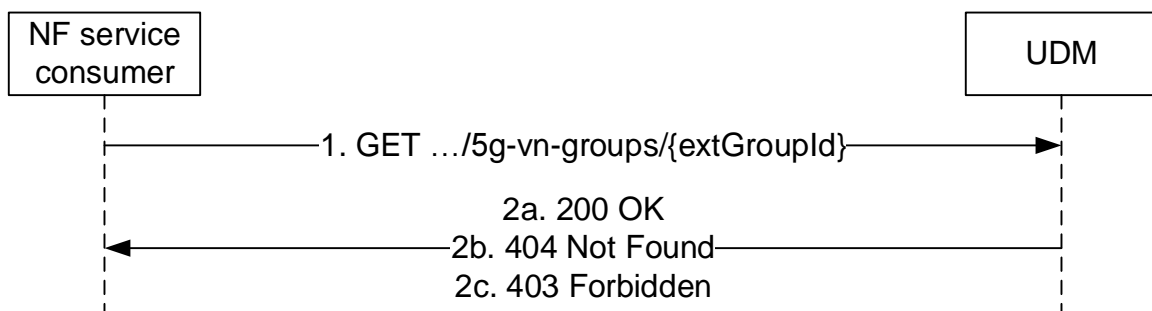 NF service
consumer
UDM
1. GET …/5g-vn-groups/{extGroupId}
2a. 200 OK
2b. 404 Not Found
2c. 403 Forbidden